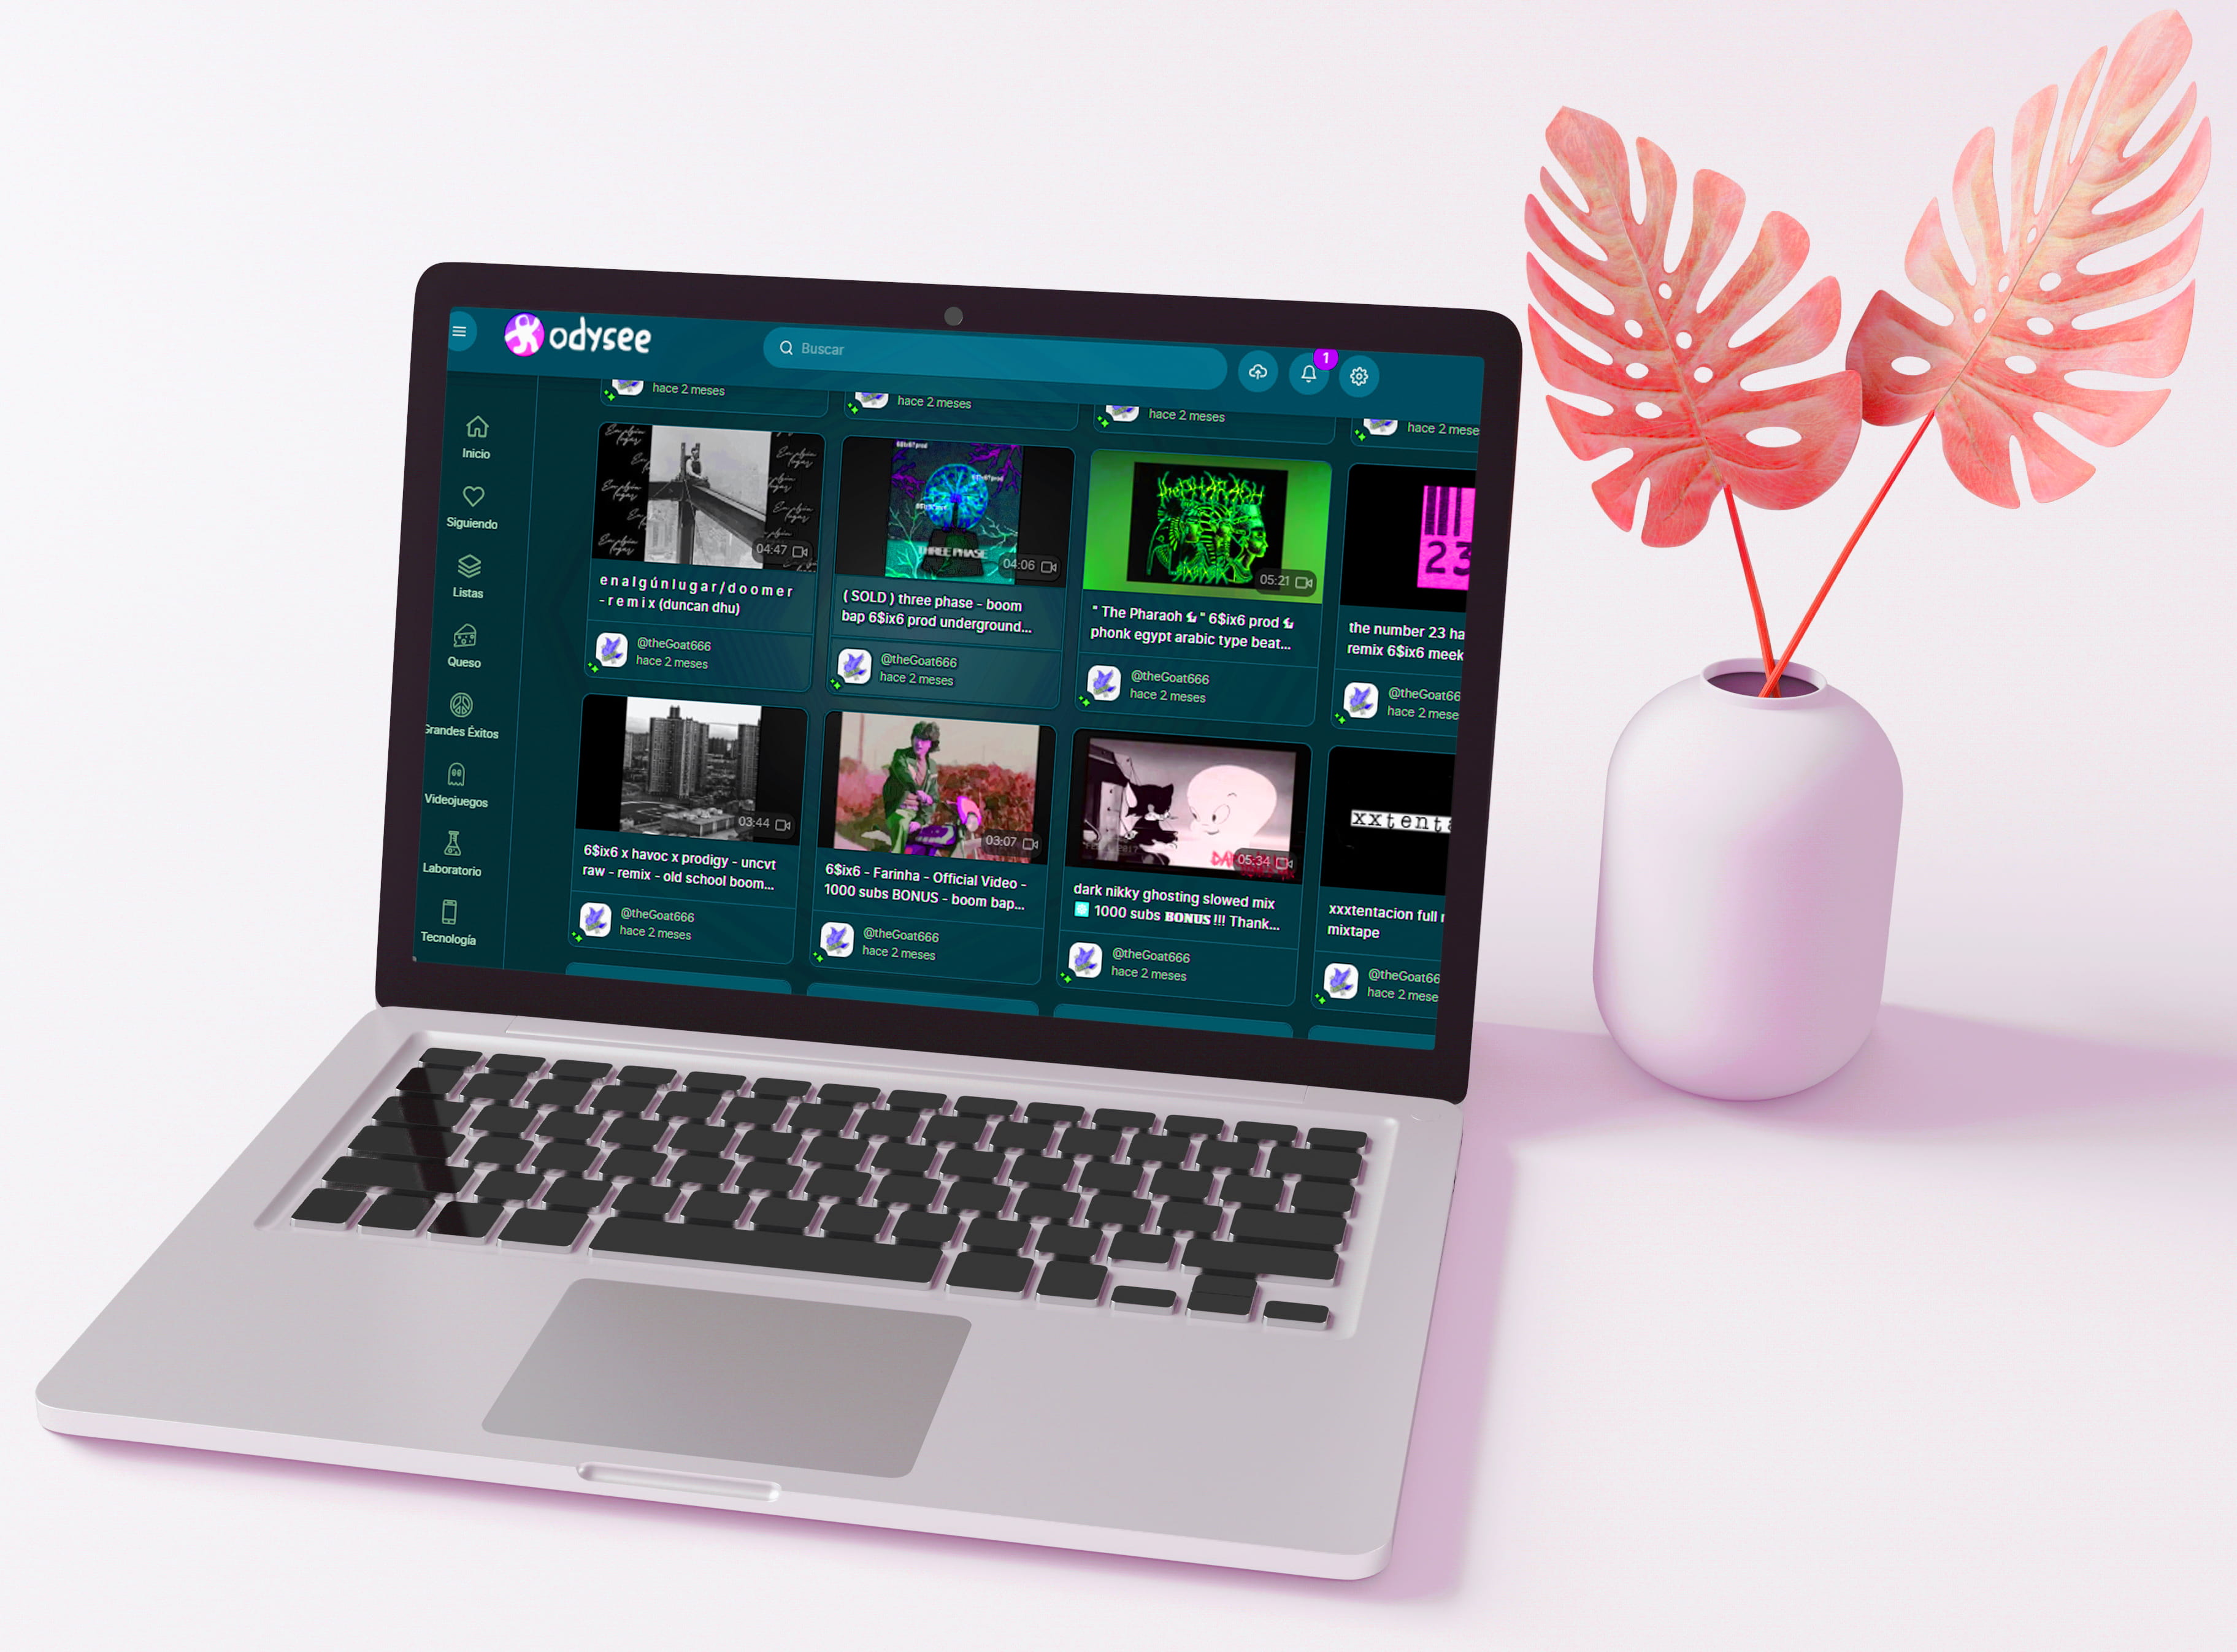 odysee
Buscar
1
hace 2 meses
hace 2 meses
hace 2 meses
hace 2 mese
Inicio
Siguiendo
Listas
Queso
Grandes Éxitos
Videojuegos
Laboratorio
Tecnología
04:47
e n a l g ú n l u g a r / d o o m e r
- r e m i x (duncan dhu)
@theGoat666
hace 2 meses
THREE PHASE
04:06
( SOLD ) three phase - boom
bap 6$ix6 prod underground...
@theGoat666
hace 2 meses
the PHARAOH
05:21
" The Pharaoh " 6$ix6 prod
phonk egypt arabic type beat...
@theGoat666
hace 2 meses
23
the number 23 ha
remix 6$ix6 meek
@theGoat66
hace 2 mese
03:44
6$ix6 x havoc x prodigy - uncvt
raw - remix - old school boom...
@theGoat666
hace 2 meses
03:07
6$ix6 - Farinha - Official Video -
1000 subs BONUS - boom bap...
@theGoat666
hace 2 meses
05:34
dark nikky ghosting slowed mix
1000 subs BONUS !!! Thank...
@theGoat666
hace 2 meses
xxtenta
xxxtentacion full r
mixtape
@theGoat66
hace 2 mese